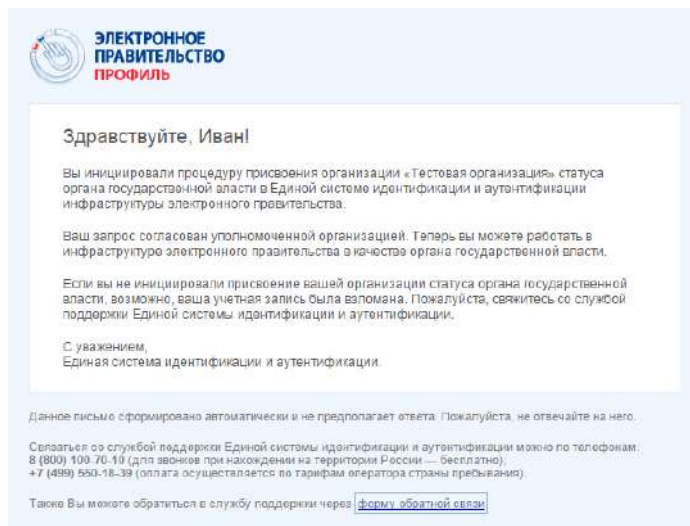 ЭЛЕКТРОННОЕ
ПРАВИТЕЛЬСТВО
ПРОФИЛЬ
Здравствуйте, Иван!
Вы инициировали процедуру присвоения организации «Тестовая организация» статуса
органа государственной власти в Единой системе идентификации и аутентификации
инфраструктуры электронного правительства.
Ваш запрос согласован уполномоченной организацией. Теперь вы можете работать в
инфраструктуре электронного правительства в качестве органа государственной власти.
Если вы не инициировали присвоение вашей организации статуса органа государственной
власти, возможно, ваша учетная запись была взломана. Пожалуйста, свяжитесь со службой
поддержки Единой системы идентификации и аутентификации.
С уважением,
Единая система идентификации и аутентификации.
Данное письмо сформировано автоматически и не предполагает ответа. Пожалуйста, не отвечайте на него.
Связаться со службой поддержки Единой системы идентификации и аутентификации можно по телефонам:
8 (800) 100-70-10 (для звонков при нахождении на территории России — бесплатно);
+7 (499) 550-18-39 (оплата осуществляется по тарифам оператора страны пребывания).
Также Вы можете обратиться в службу поддержки через форму обратной связи